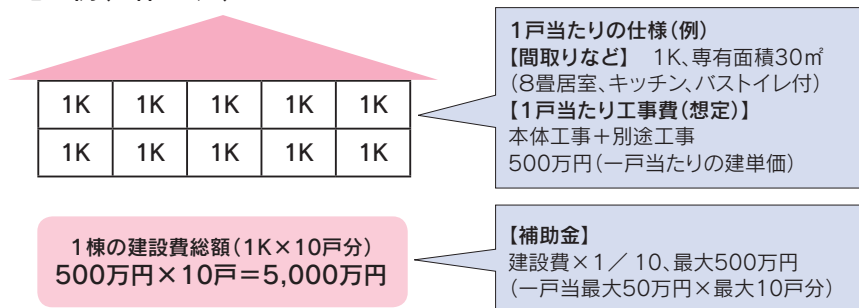 1K 1K 1K 1K 1K
1K 1K 1K 1K 1K
1戸当たりの仕様(例)
【間取りなど】 1K、専有面積30㎡
(8畳居室、キッチン、バストイレ付)
【1戸当たり工事費(想定)】
本体工事+別途工事
500万円(一戸当たりの建単価)
1棟の建設費総額(1K×10戸分)
500万円×10戸=5,000万円
【補助金】
建設費×1/10、最大500万円
(一戸当最大50万円×最大10戸分)